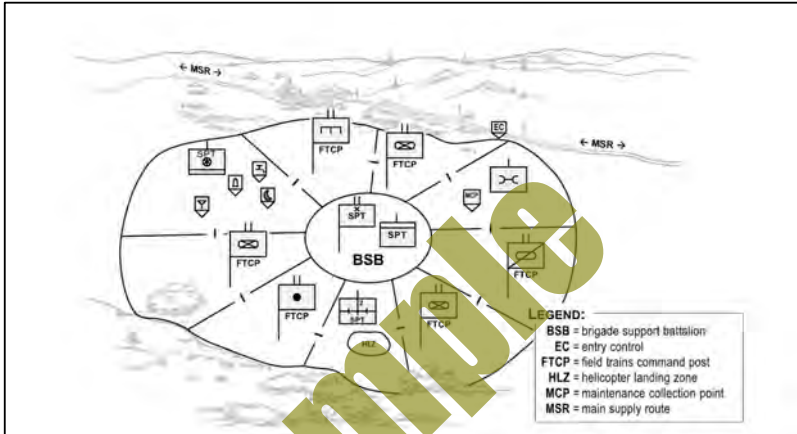 ← MSR →
EC
← MSR →
FTCP
FTCP
SPT
MCP
SPT
SPT
BSB
FTCP
FTCP
FTCP
SPT
FTCP
HLZ
LEGEND:
BSB = brigade support battalion
EC = entry control
FTCP = field trains command post
HLZ = helicopter landing zone
MCP = maintenance collection point
MSR = main supply route